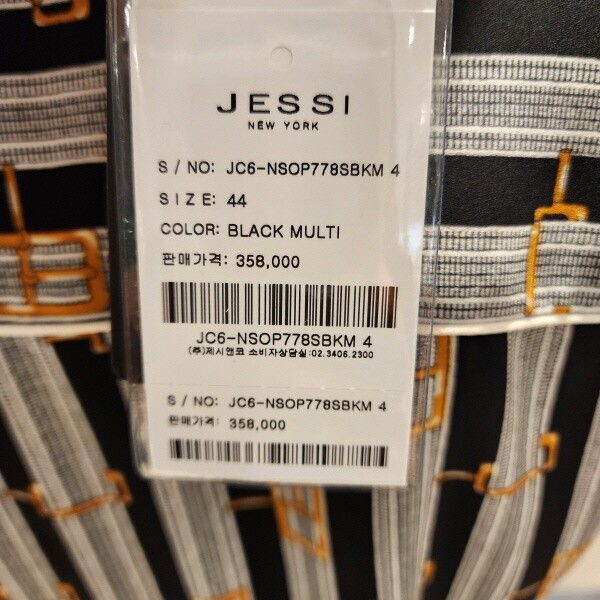 JESSI
NEW YORK
S / NO: JC6-NSOP778SBKM 4
SIZE: 44
COLOR: BLACK MULTI
판매가격: 358,000
JC6-NSOP778SBKM 4
(주)제시앤코 소비자상담실:02.3406.2300
S / NO: JC6-NSOP778SBKM 4
판매가격: 358,000